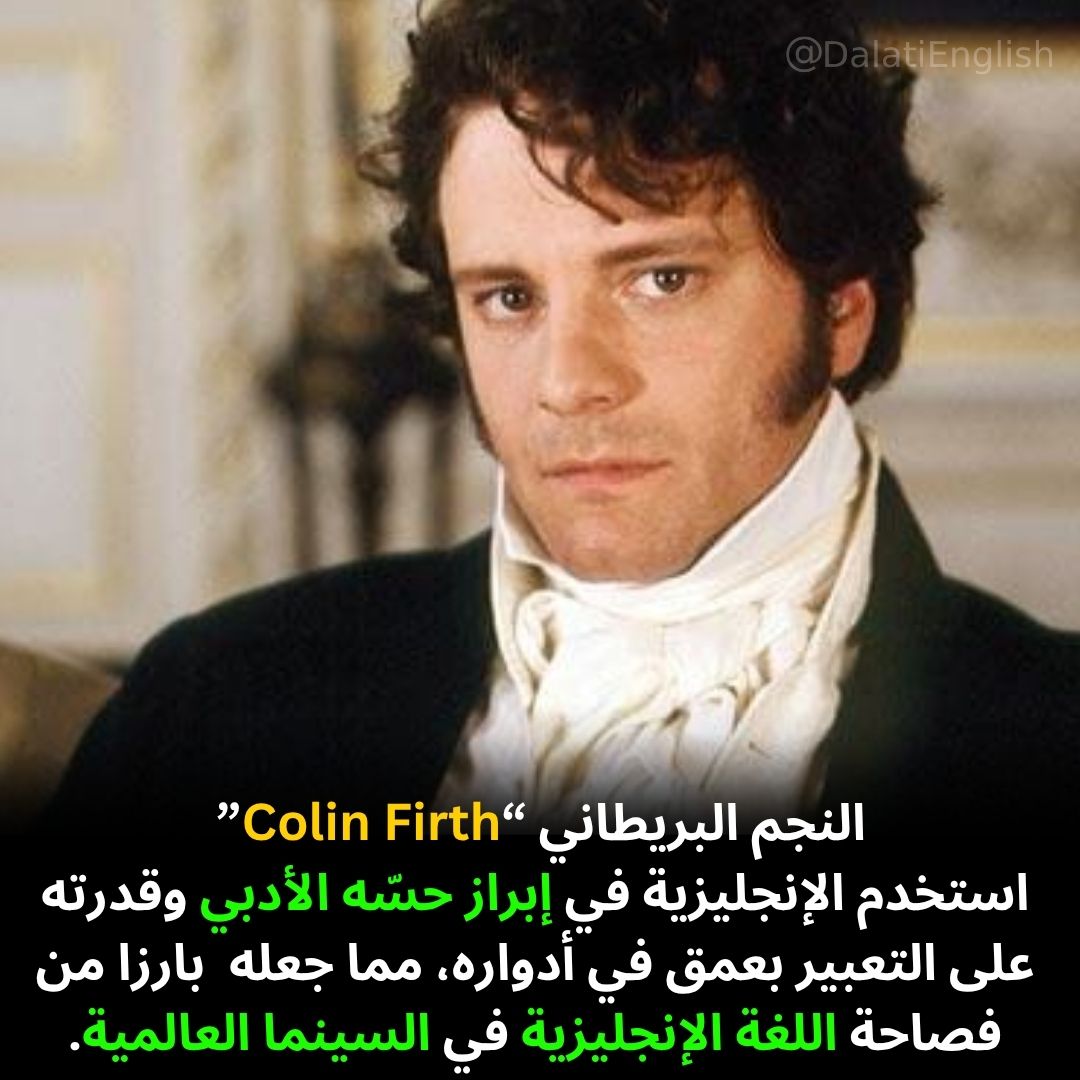 @DalatiEnglish
النجم البريطاني “Colin Firth”
استخدم الإنجليزية في إبراز حسّه الأدبي وقدرته
على التعبير بعمق في أدواره، مما جعله  بارزا من
فصاحة اللغة الإنجليزية في السينما العالمية.